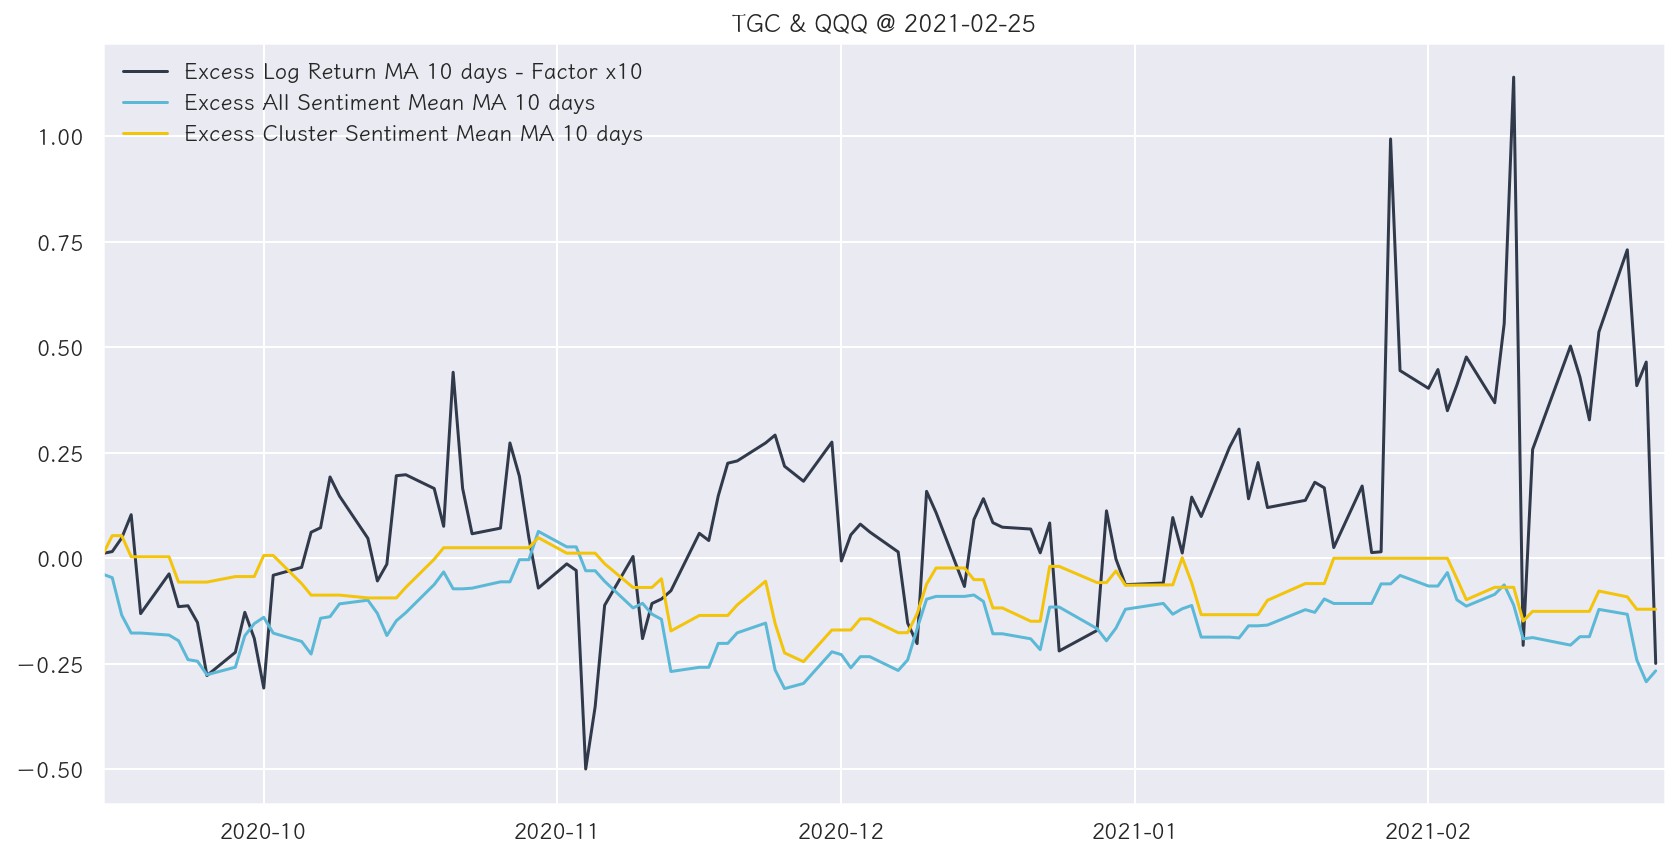 TGC & QQQ @ 2021-02-25
Excess Log Return MA 10 days - Factor x10
Excess All Sentiment Mean MA 10 days
Excess Cluster Sentiment Mean MA 10 days
1.00
0.75
0.50
0.25
0.00
−0.25
−0.50
2020-10 2020-11 2020-12 2021-01 2021-02